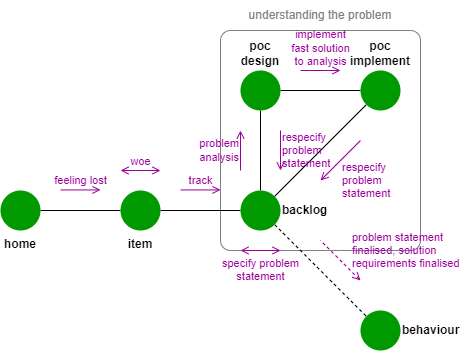 understanding the problem
implement
fast solution
to analysis
poc
design
poc
implement
problem
analysis
respecify
problem
statement
respecify
problem
statement
woe
feeling lost
track
backlog
home
item
specify problem
statement
problem statement
finalised, solution
requirements finalised
behaviour